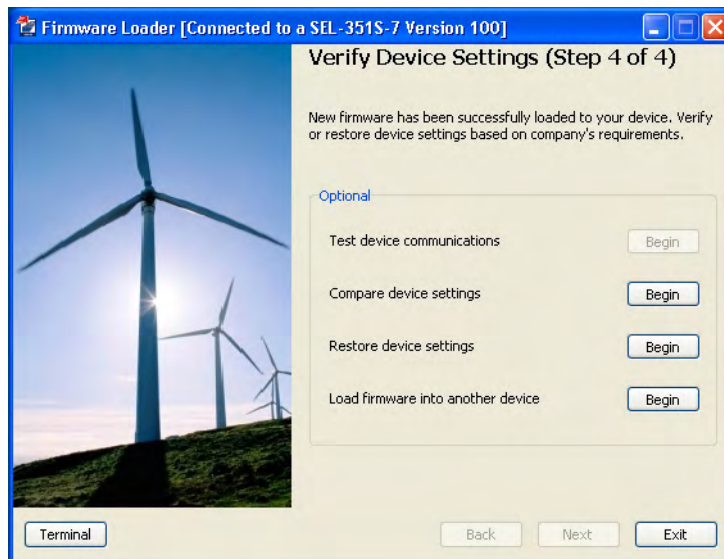 Firmware Loader [Connected to a SEL-351S-7 Version 100]
Verify Device Settings (Step 4 of 4)
New firmware has been successfully loaded to your device. Verify
or restore device settings based on company's requirements.
Optional
Test device communications Begin
Compare device settings Begin
Restore device settings Begin
Load firmware into another device Begin
Terminal Back Next Exit